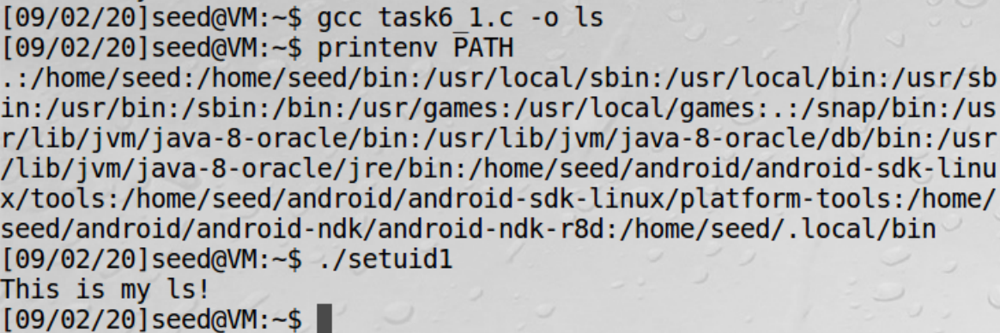 [09/02/20]seed@VM:~$ gcc task6_1.c -o ls
[09/02/20]seed@VM:~$ printenv PATH
.:/home/seed:/home/seed/bin:/usr/local/sbin:/usr/local/bin:/usr/sb
in:/usr/bin:/sbin:/bin:/usr/games:/usr/local/games:.:/snap/bin:/us
r/lib/jvm/java-8-oracle/bin:/usr/lib/jvm/java-8-oracle/db/bin:/usr
/lib/jvm/java-8-oracle/jre/bin:/home/seed/android/android-sdk-linu
x/tools:/home/seed/android/android-sdk-linux/platform-tools:/home/
seed/android/android-ndk/android-ndk-r8d:/home/seed/.local/bin
[09/02/20]seed@VM:~$ ./setuid1
This is my ls!
[09/02/20]seed@VM:~$